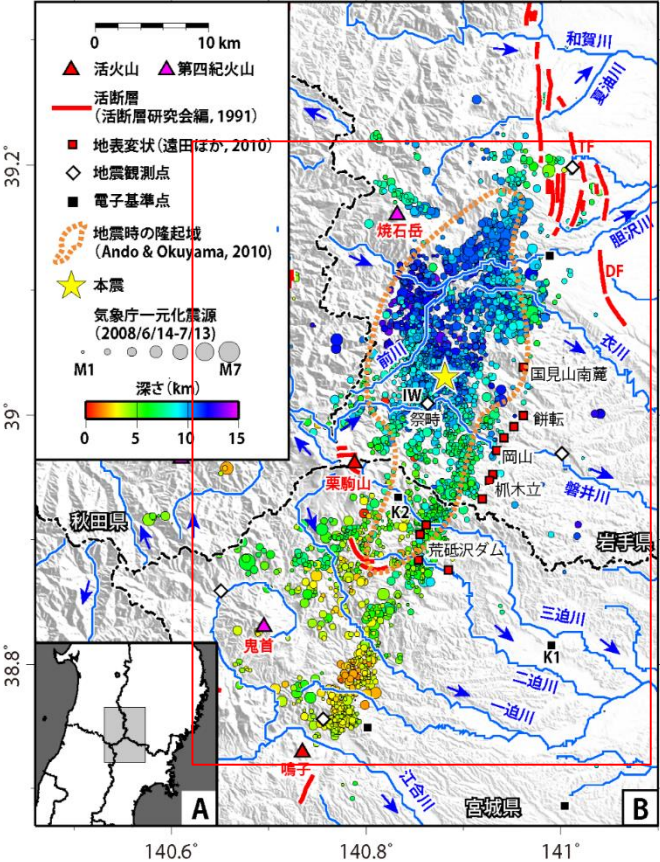 0
10 km
活火山
第四紀火山
活断層
(活断層研究会編, 1991)
地表変状(遠田ほか, 2010)
地震観測点
電子基準点
地震時の隆起域
(Ando & Okuyama, 2010)
本震
気象庁一元化震源
(2008/6/14-7/13)
M1
M7
深さ(km)
0
5
10
15
和賀川
夏油川
TF
焼石岳
胆沢川
DF
前川
衣川
国見山南麓
IW
祭畤
餅転
岡山
栗駒山
K2
枛木立
磐井川
秋田県
荒砥沢ダム
岩手県
三迫川
鬼首
K1
二迫川
一迫川
鳴子
江合川
宮城県
A
B
39.2
39
38.8
140.6
140.8
141